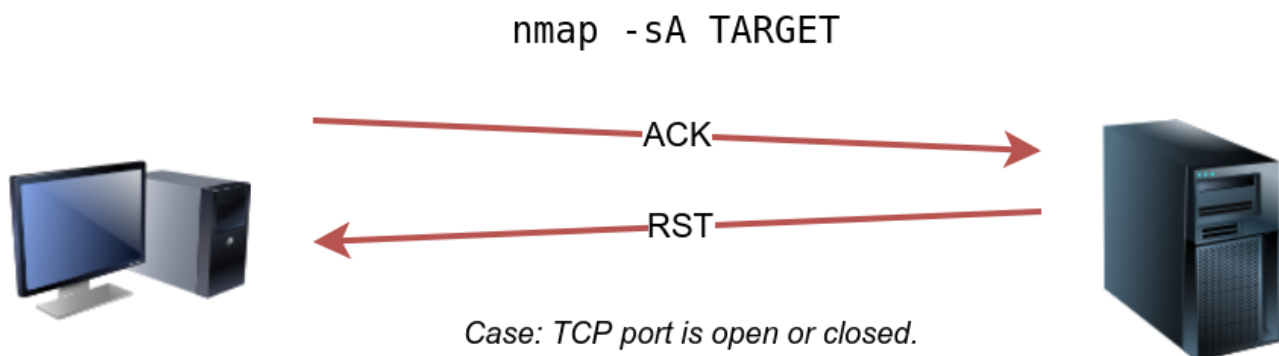 nmap -sA TARGET
ACK
RST
Case: TCP port is open or closed.